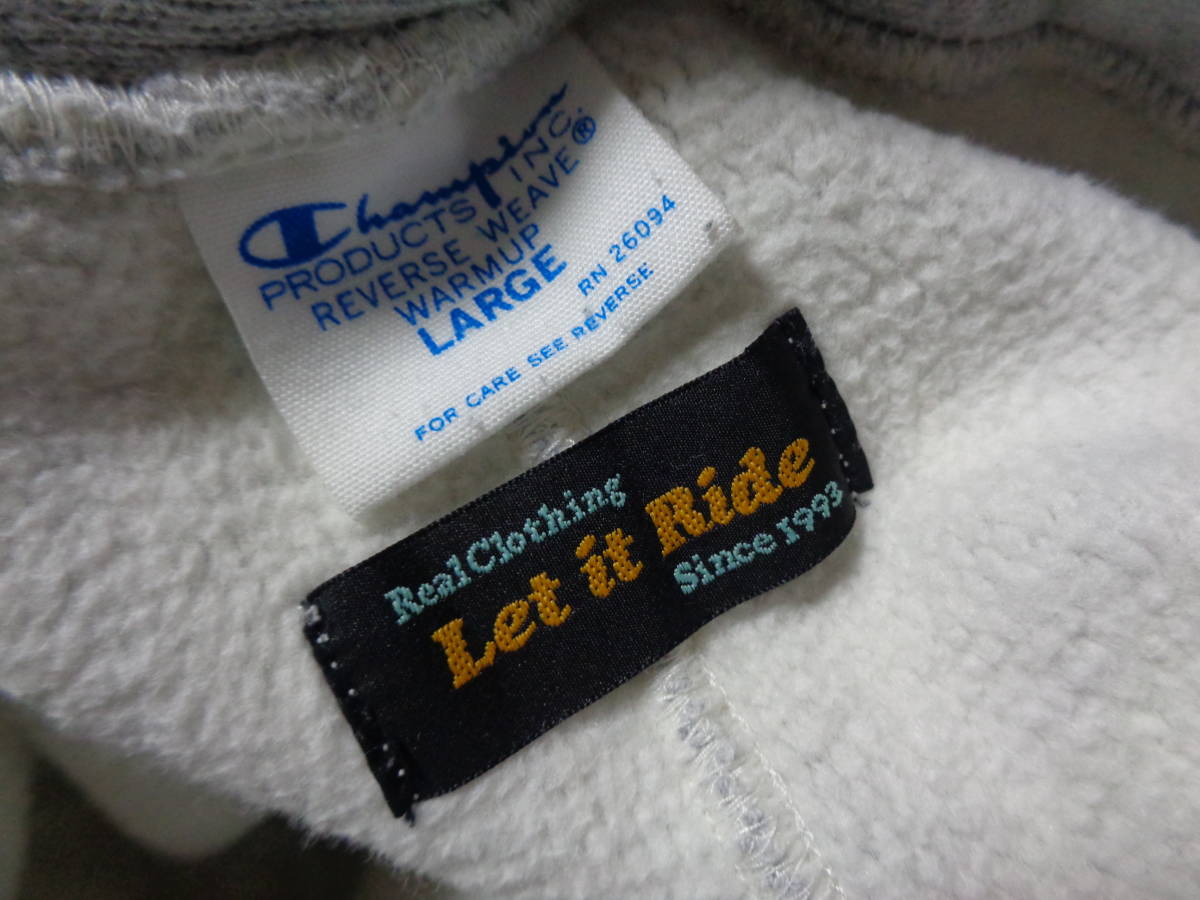 Champion
PRODUCTS INC.
REVERSE WEAVE®
WARMUP
LARGE
RN 26094
FOR CARE SEE REVERSE
Real Clothing
Let it Ride
Since 1993